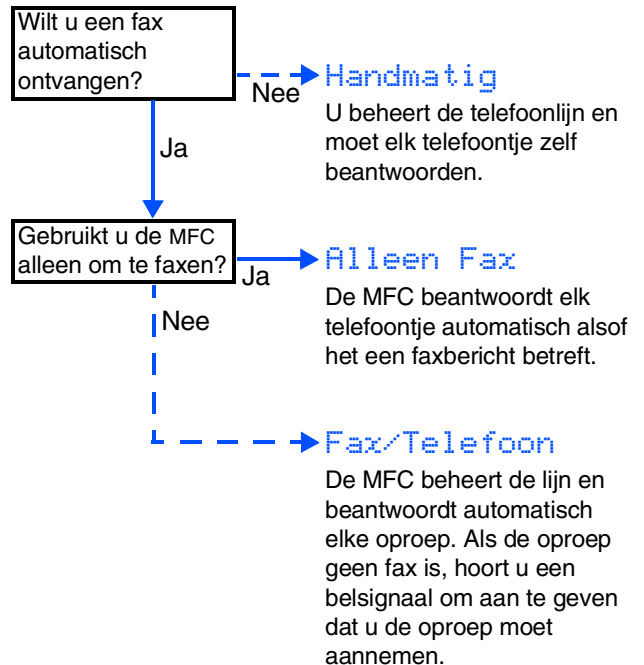 Wilt u een fax
automatisch
ontvangen?
Nee
Handmatig
U beheert de telefoonlijn en
moet elk telefoontje zelf
beantwoorden.
Ja
Gebruikt u de MFC
alleen om te faxen?
Ja
Alleen Fax
De MFC beantwoordt elk
telefoontje automatisch alsof
het een faxbericht betreft.
Nee
Fax/Telefoon
De MFC beheert de lijn en
beantwoordt automatisch
elke oproep. Als de oproep
geen fax is, hoort u een
belsignaal om aan te geven
dat u de oproep moet
aannemen.